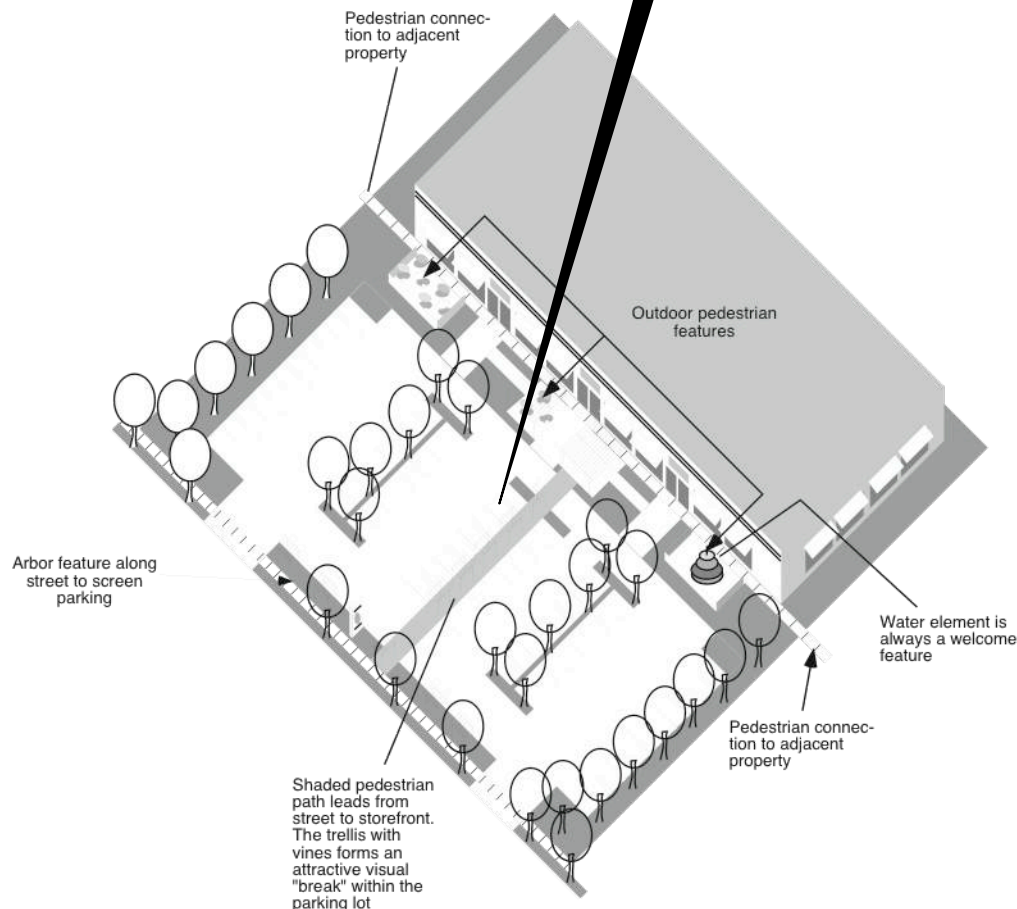 Pedestrian connec-
tion to adjacent
property
Outdoor pedestrian
features
Arbor feature along
street to screen
parking
Water element is
always a welcome
feature
Pedestrian connec-
tion to adjacent
property
Shaded pedestrian
path leads from
street to storefront.
The trellis with
vines forms an
attractive visual
"break" within the
parking lot